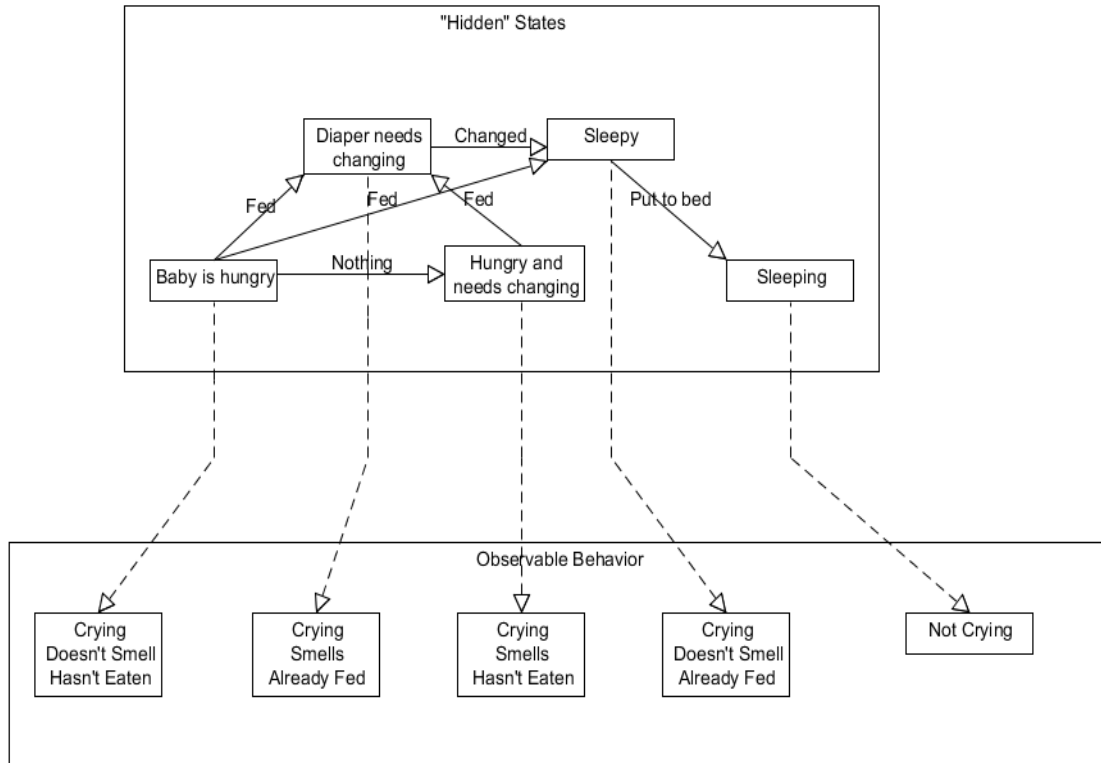 "Hidden" States
Diaper needs
changing
Changed
Sleepy
Fed
Fed
Fed
Put to bed
Baby is hungry
Nothing
Hungry and
needs changing
Sleeping
Observable Behavior
Crying
Doesn't Smell
Hasn't Eaten
Crying
Smells
Already Fed
Crying
Smells
Hasn't Eaten
Crying
Doesn't Smell
Already Fed
Not Crying